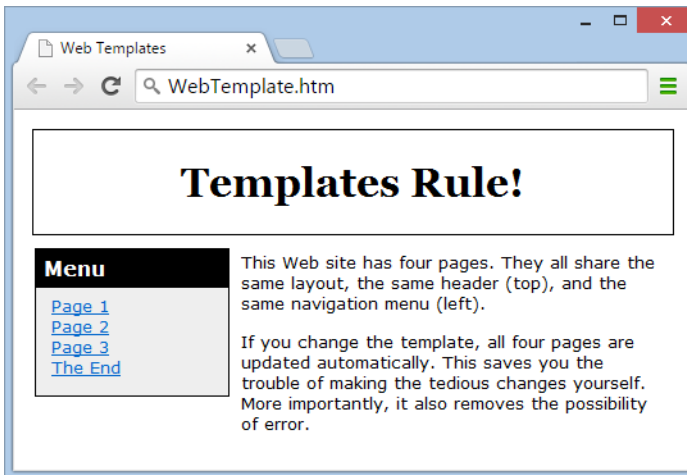 Web Templates
WebTemplate.htm
Templates Rule!
Menu
Page 1
Page 2
Page 3
The End
This Web site has four pages. They all share the
same layout, the same header (top), and the
same navigation menu (left).
If you change the template, all four pages are
updated automatically. This saves you the
trouble of making the tedious changes yourself.
More importantly, it also removes the possibility
of error.